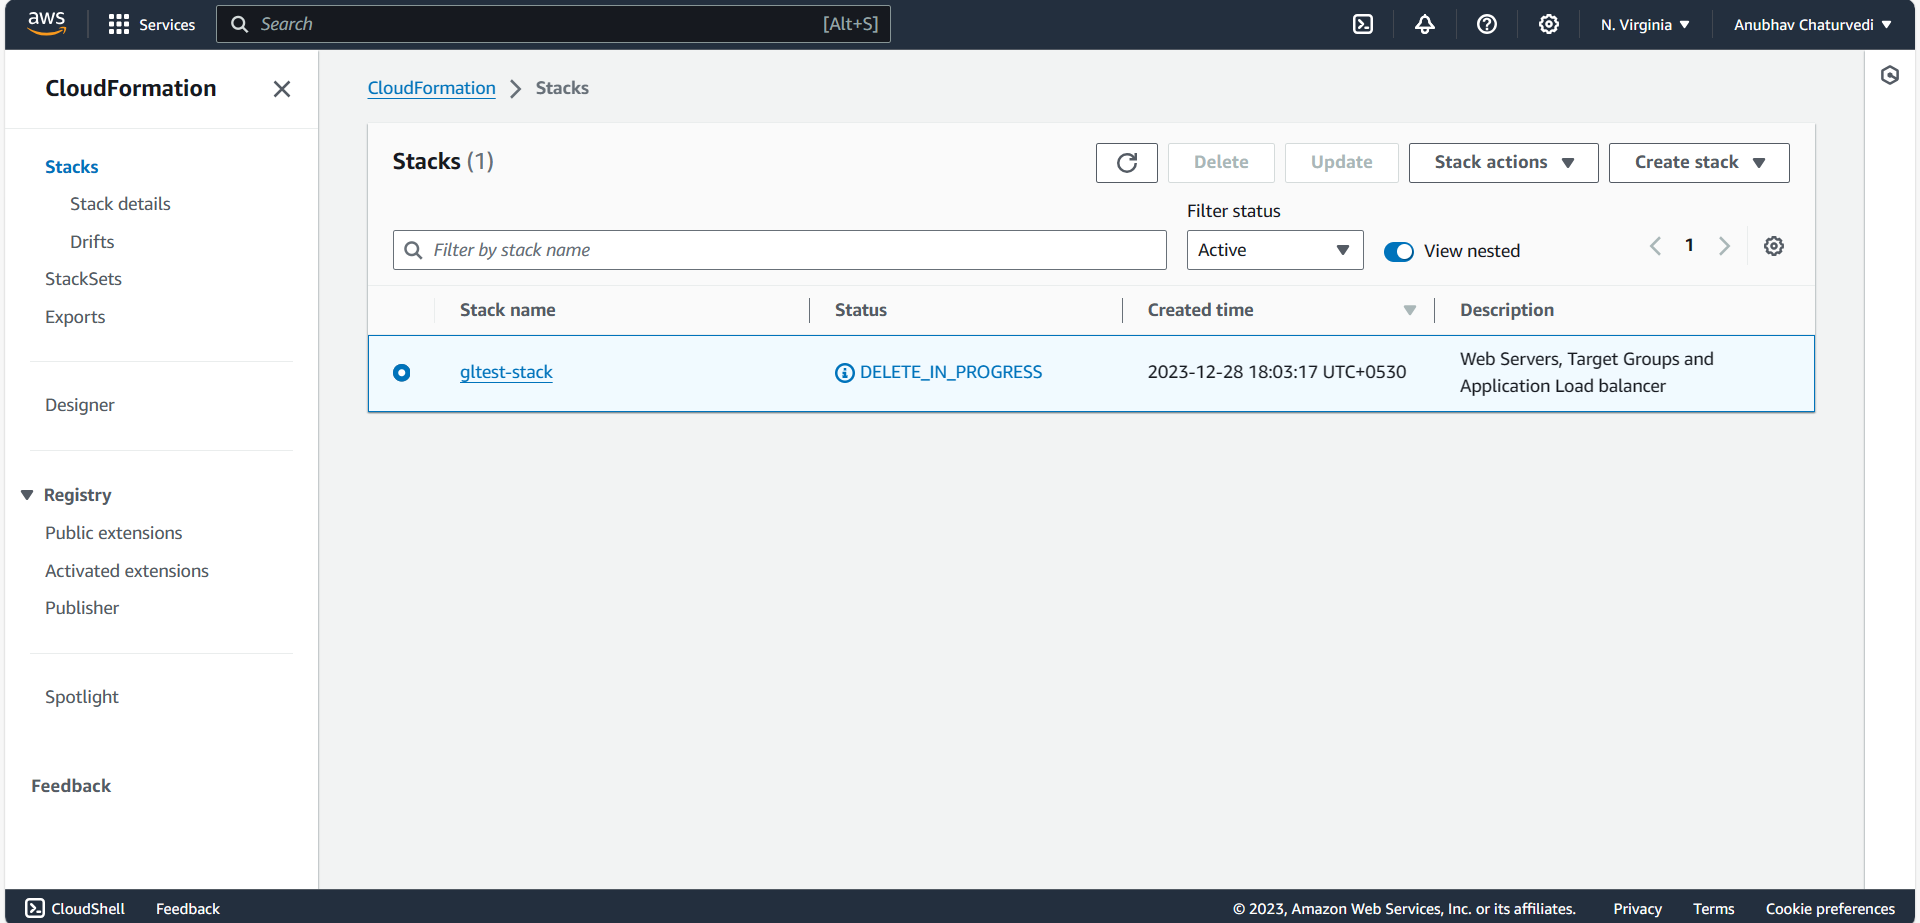 aws
Services
Search
[Alt+S]
N. Virginia
Anubhav Chaturvedi
CloudFormation
Stacks
Stack details
Drifts
StackSets
Exports
Designer
Registry
Public extensions
Activated extensions
Publisher
Spotlight
Feedback
CloudFormation
Stacks
Stacks (1)
Delete
Update
Stack actions
Create stack
Filter by stack name
Filter status
Active
View nested
1
Stack name
Status
Created time
Description
gltest-stack
DELETE_IN_PROGRESS
2023-12-28 18:03:17 UTC+0530
Web Servers, Target Groups and
Application Load balancer
CloudShell
Feedback
© 2023, Amazon Web Services, Inc. or its affiliates.
Privacy
Terms
Cookie preferences